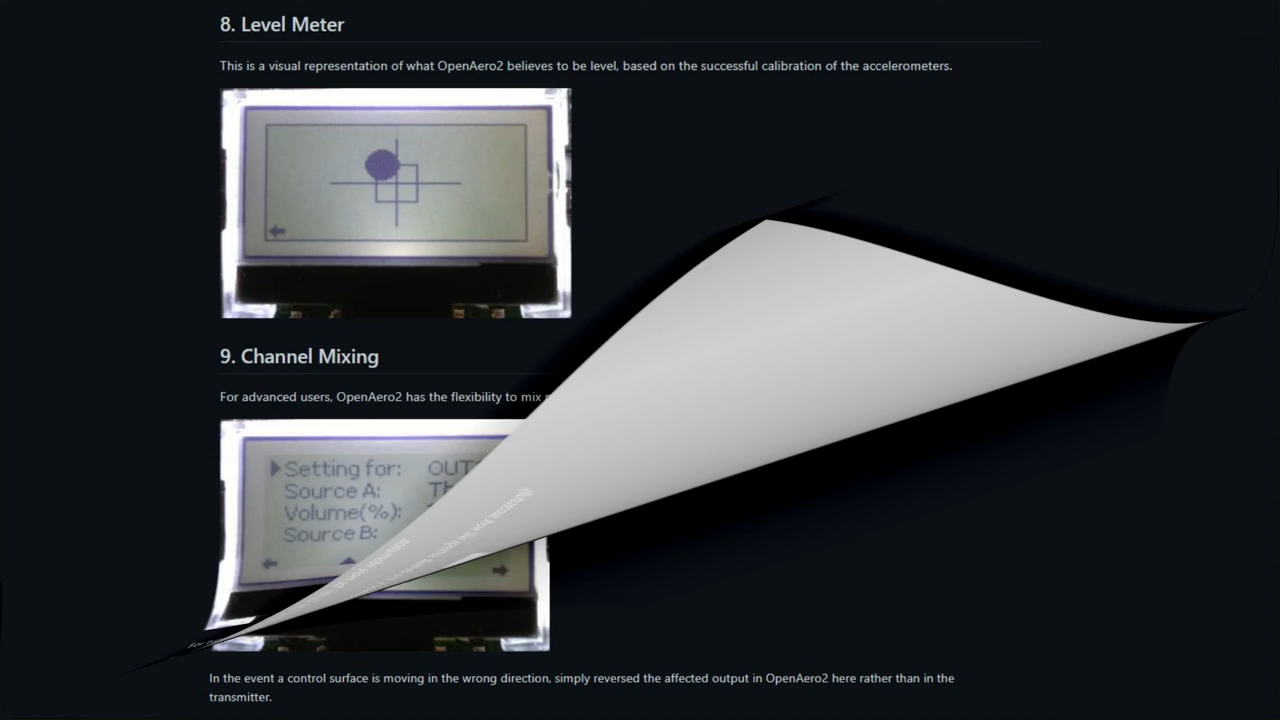 8. Level Meter
This is a visual representation of what OpenAero2 believes to be level, based on the successful calibration of the accelerometers.
9. Channel Mixing
For advanced users, OpenAero2 has the flexibility to mix
Setting for: OUT
Source A:
Volume(%):
Source B:
In the event a control surface is moving in the wrong direction, simply reversed the affected output in OpenAero2 here rather than in the
transmitter.